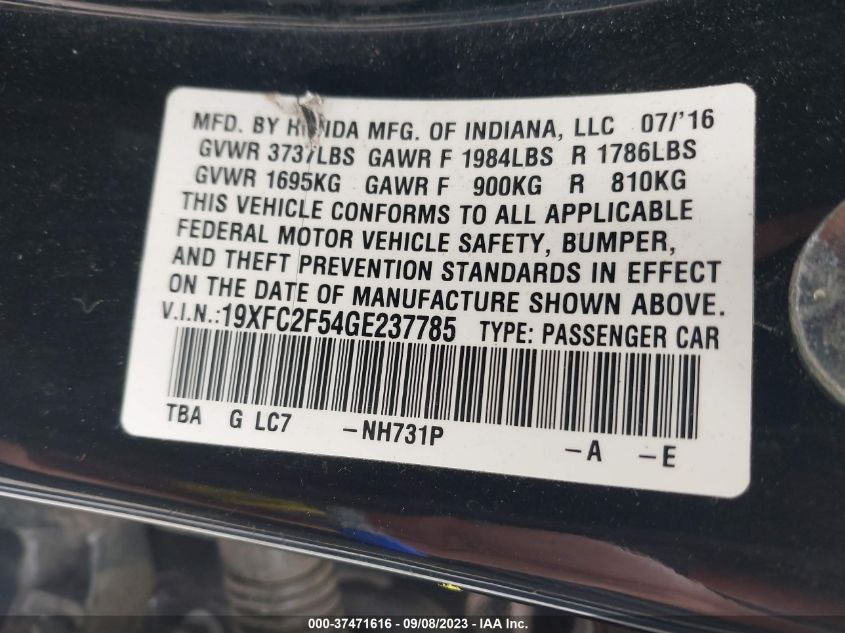 MFD. BY HONDA MFG. OF INDIANA, LLC 07/'16
GVWR 3737LBS GAWR F 1984LBS R 1786LBS
GVWR 1695KG GAWR F 900KG R 810KG
THIS VEHICLE CONFORMS TO ALL APPLICABLE
FEDERAL MOTOR VEHICLE SAFETY, BUMPER,
AND THEFT PREVENTION STANDARDS IN EFFECT
ON THE DATE OF MANUFACTURE SHOWN ABOVE.
V.I.N.:19XFC2F54GE237785 TYPE: PASSENGER CAR
TBA G LC7 -NH731P -A -E
000-37471616 - 09/08/2023 - IAA Inc.